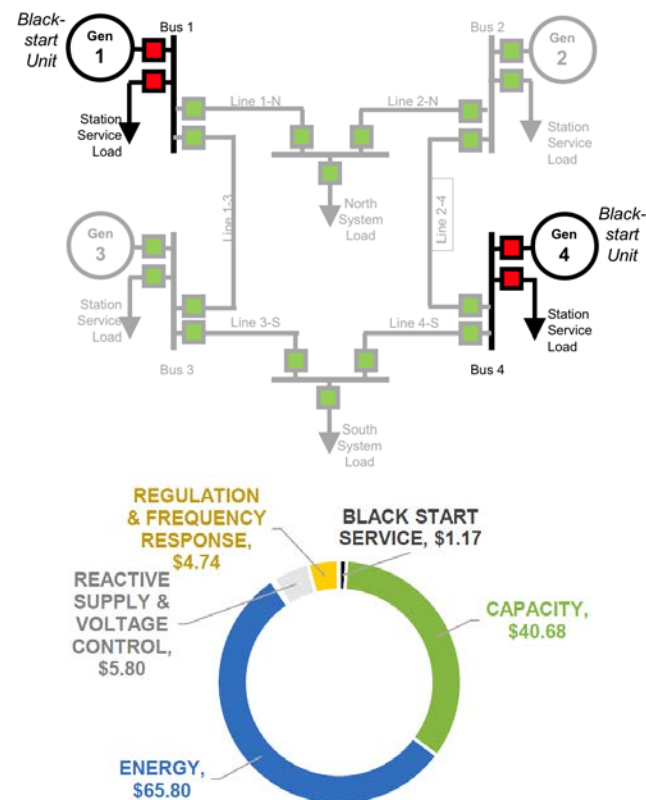 Black-
start
Unit
Gen
1
Bus 1
Station
Service
Load
Line 1-N
Line 2-N
Bus 2
Gen
2
Station
Service
Load
North
System
Load
Line 1-3
Line 2-4
Gen
3
Station
Service
Load
Bus 3
Line 3-S
Line 4-S
Gen
4
Black-
start
Unit
Station
Service
Load
Bus 4
South
System
Load
REGULATION
& FREQUENCY
RESPONSE,
$4.74
BLACK START
SERVICE, $1.17
REACTIVE
SUPPLY &
VOLTAGE
CONTROL,
$5.80
CAPACITY,
$40.68
ENERGY,
$65.80